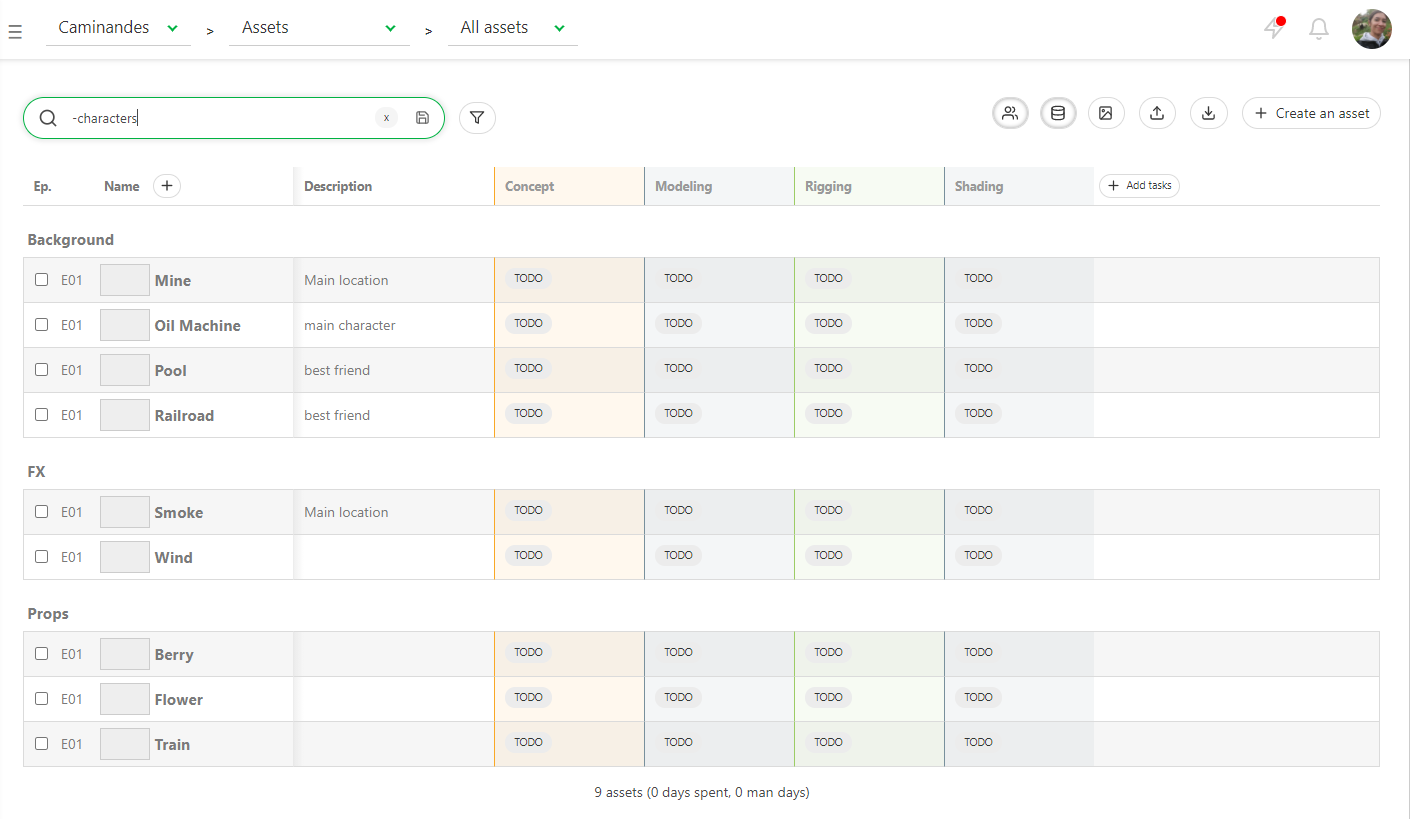 Caminandes > Assets > All assets
-characters x Create an asset
Ep. Name Description Concept Modeling Rigging Shading Add tasks
Background
E01 Mine Main location TODO TODO TODO TODO
E01 Oil Machine main character TODO TODO TODO TODO
E01 Pool best friend TODO TODO TODO TODO
E01 Railroad best friend TODO TODO TODO TODO
FX
E01 Smoke Main location TODO TODO TODO TODO
E01 Wind TODO TODO TODO TODO
Props
E01 Berry TODO TODO TODO TODO
E01 Flower TODO TODO TODO TODO
E01 Train TODO TODO TODO TODO
9 assets (0 days spent, 0 man days)